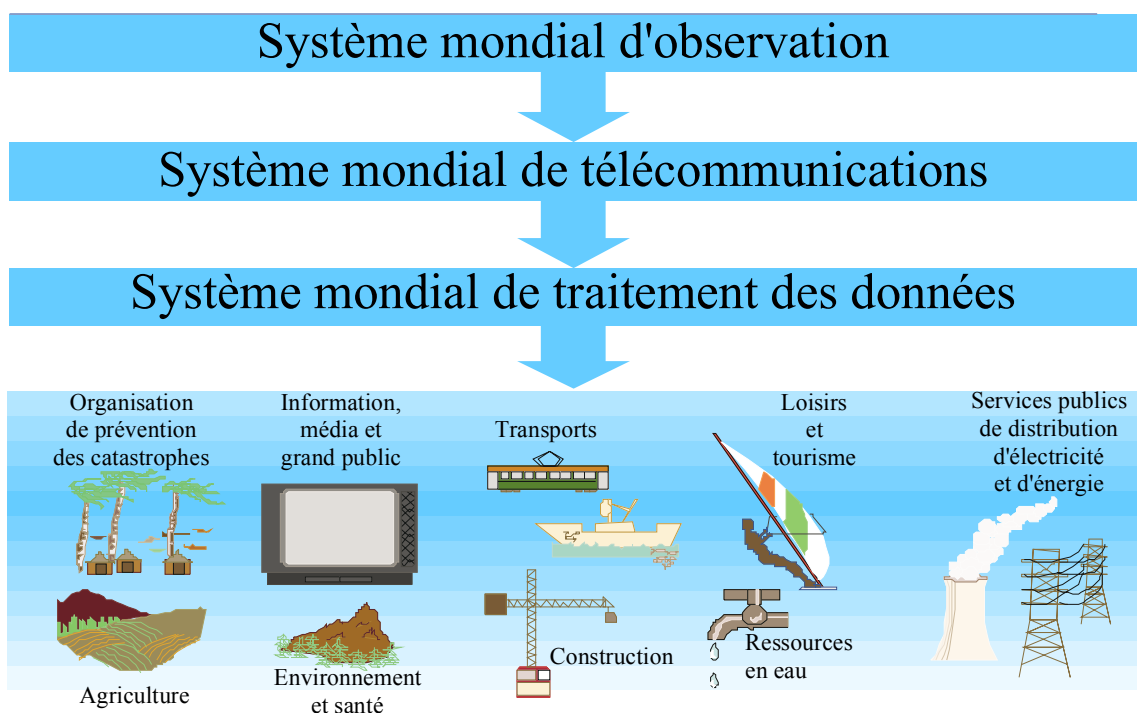 Système mondial d'observation
Système mondial de télécommunications
Système mondial de traitement des données
Organisation
de prévention
des catastrophes
Information,
média et
grand public
Transports
Loisirs
et
tourisme
Services publics
de distribution
d'électricité
et d'énergie
Agriculture
Environnement
et santé
Construction
Ressources
en eau